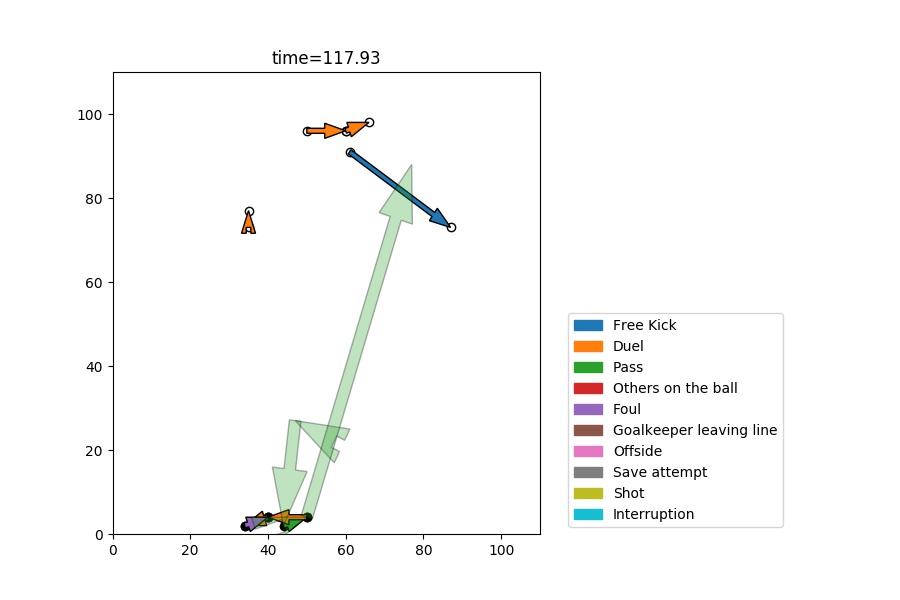 time=117.93
100
80
60
40
20
0
0 20 40 60 80 100
Free Kick
Duel
Pass
Others on the ball
Foul
Goalkeeper leaving line
Offside
Save attempt
Shot
Interruption